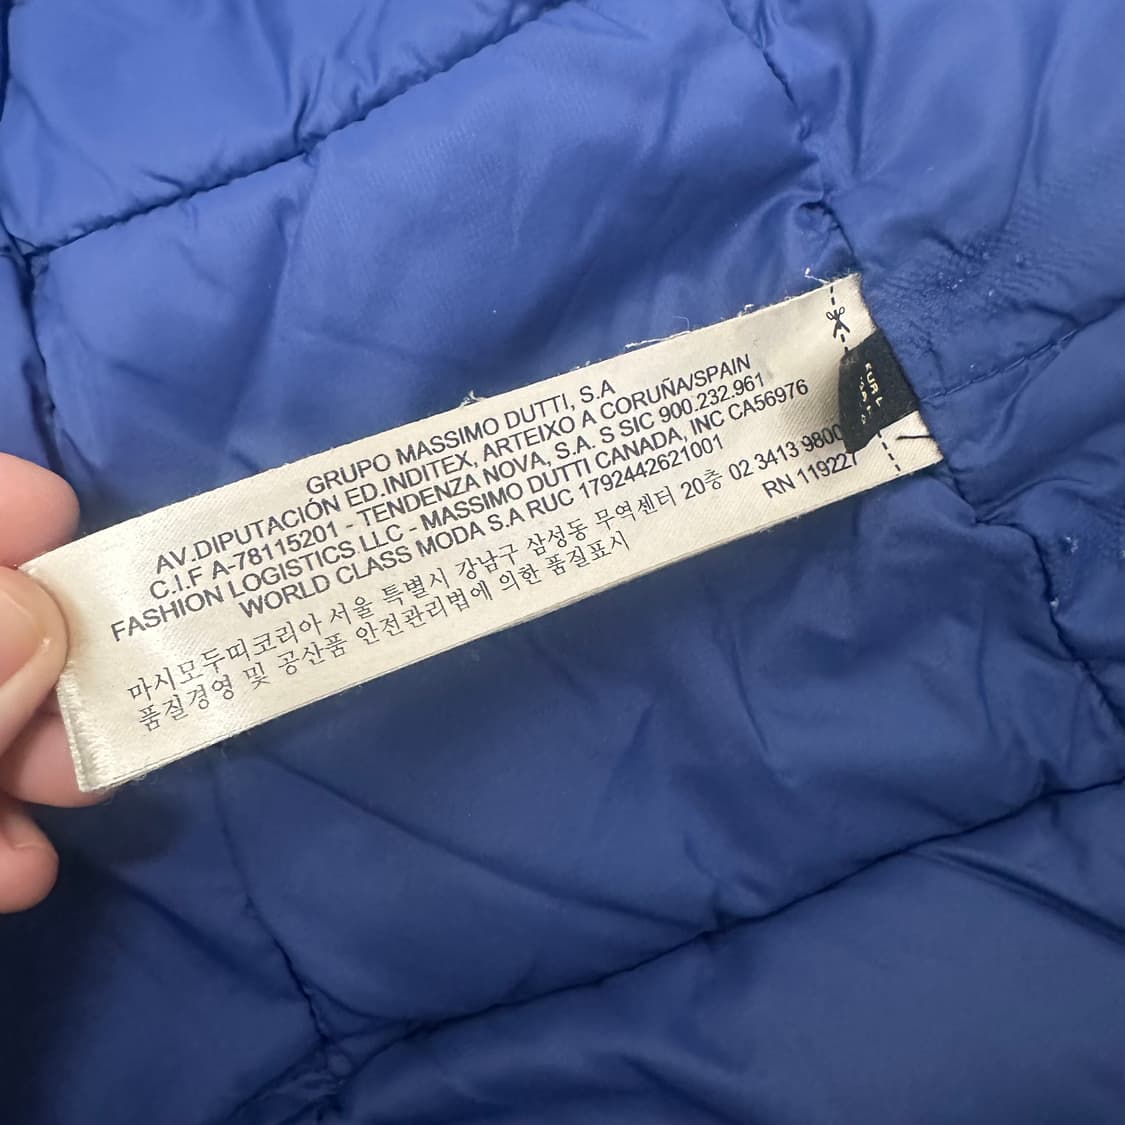 GRUPO MASSIMO DUTTI, S.A
AV.DIPUTACIÓN ED.INDITEX, ARTEIXO A CORUÑA/SPAIN
C.I.F A-78115201 - TENDENZA NOVA, S.A. S SIC 900.232.961
FASHION LOGISTICS LLC - MASSIMO DUTTI CANADA, INC CA56976
WORLD CLASS MODA S.A RUC 1792442621001
마시모두띠코리아 서울 특별시 강남구 삼성동 무역센터 20층 02 3413 9800
품질경영 및 공산품 안전관리법에 의한 품질표시
RN 119227
EUR L